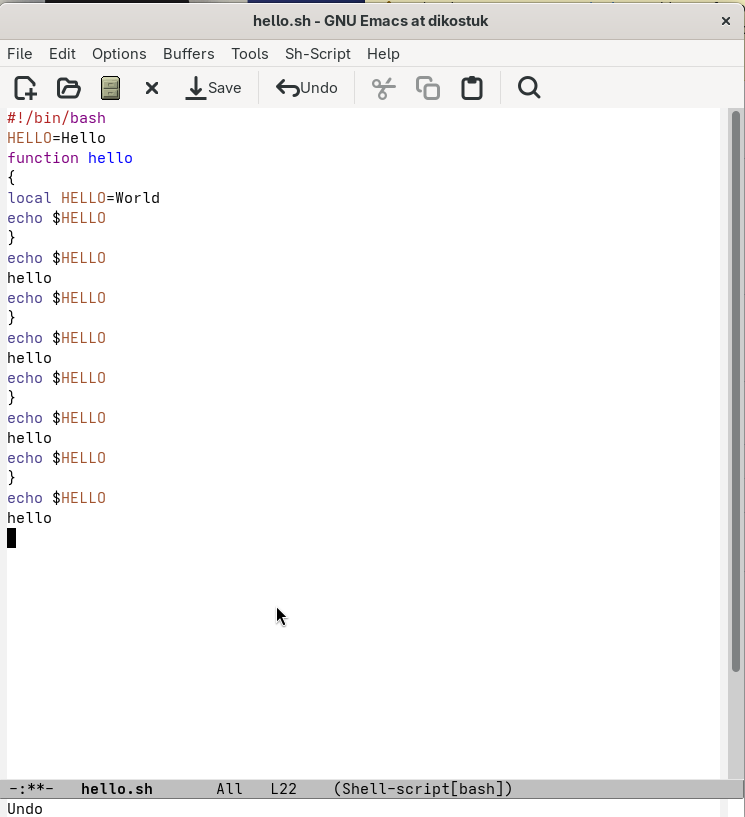 hello.sh - GNU Emacs at dikostuk
File Edit Options Buffers Tools Sh-Script Help
Save Undo
#!/bin/bash
HELLO=Hello
function hello
{
local HELLO=World
echo $HELLO
}
echo $HELLO
hello
echo $HELLO
}
echo $HELLO
hello
echo $HELLO
}
echo $HELLO
hello
echo $HELLO
}
echo $HELLO
hello
-:**- hello.sh All L22 (Shell-script[bash])
Undo